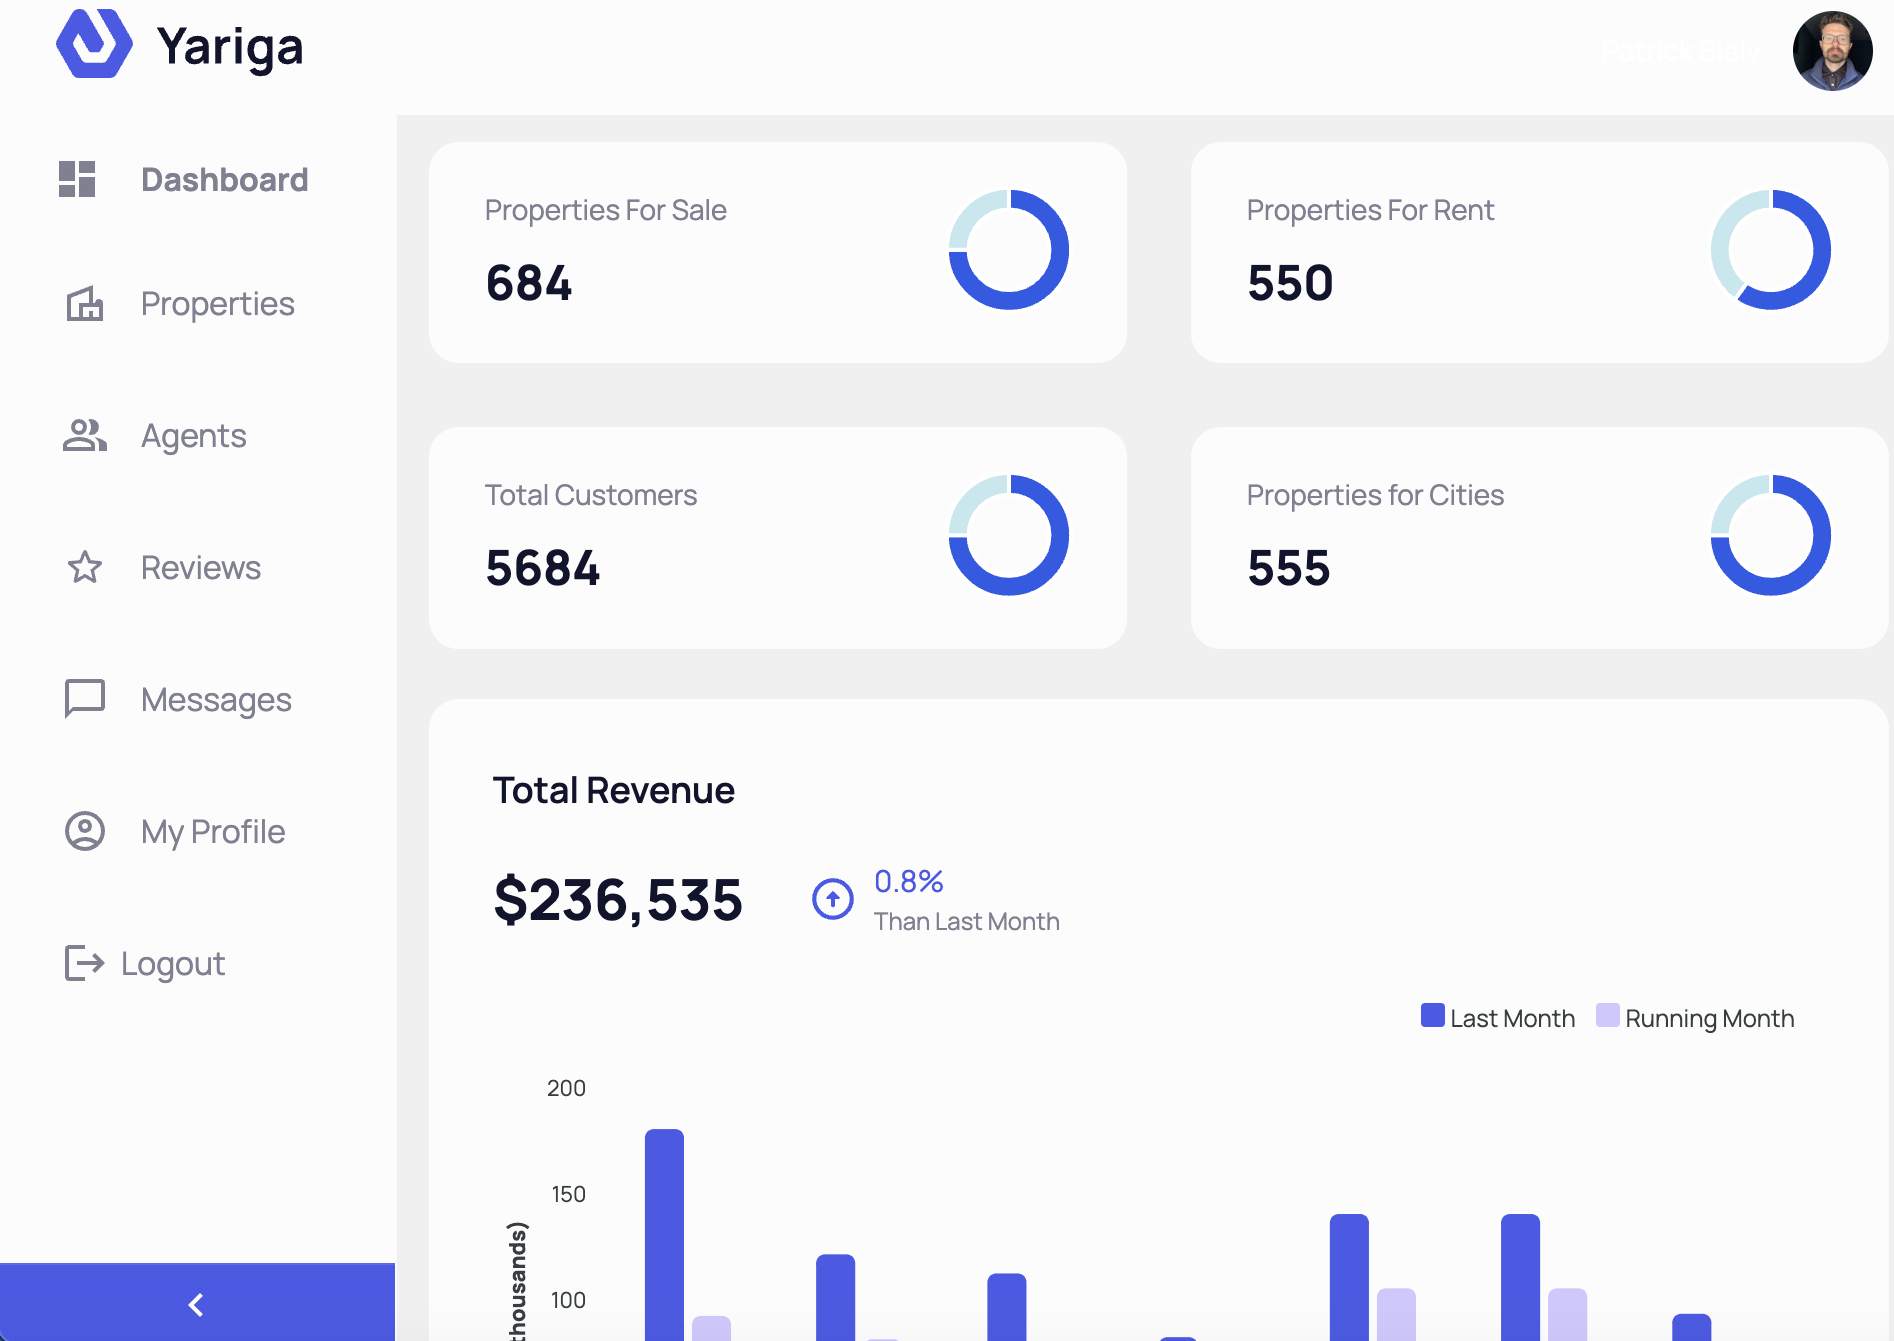 Yariga
Patrick Bialy
Dashboard
Properties
Agents
Reviews
Messages
My Profile
Logout
Properties For Sale
684
Properties For Rent
550
Total Customers
5684
Properties for Cities
555
Total Revenue
$236,535
0.8%
Than Last Month
Last Month
Running Month
200
150
100
thousands)